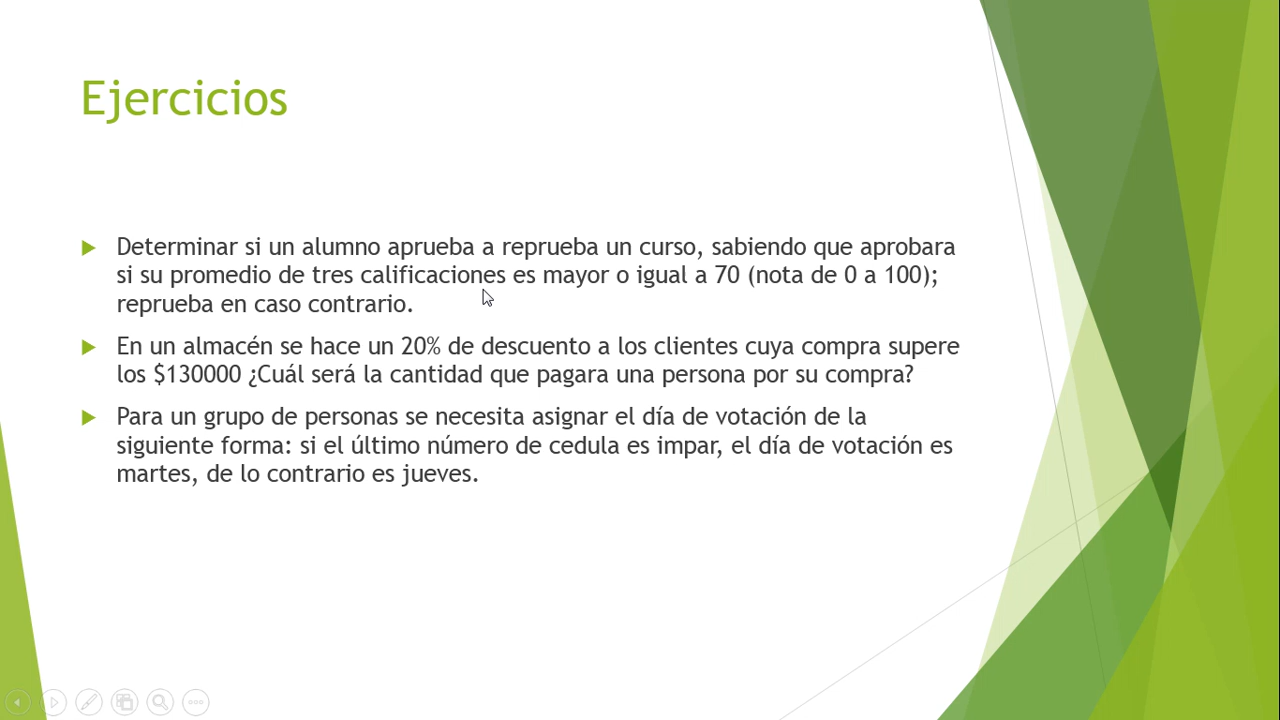 Ejercicios
Determinar si un alumno aprueba a reprueba un curso, sabiendo que aprobara
si su promedio de tres calificaciones es mayor o igual a 70 (nota de 0 a 100);
reprueba en caso contrario.
En un almacén se hace un 20% de descuento a los clientes cuya compra supere
los $130000 ¿Cuál será la cantidad que pagara una persona por su compra?
Para un grupo de personas se necesita asignar el día de votación de la
siguiente forma: si el último número de cedula es impar, el día de votación es
martes, de lo contrario es jueves.